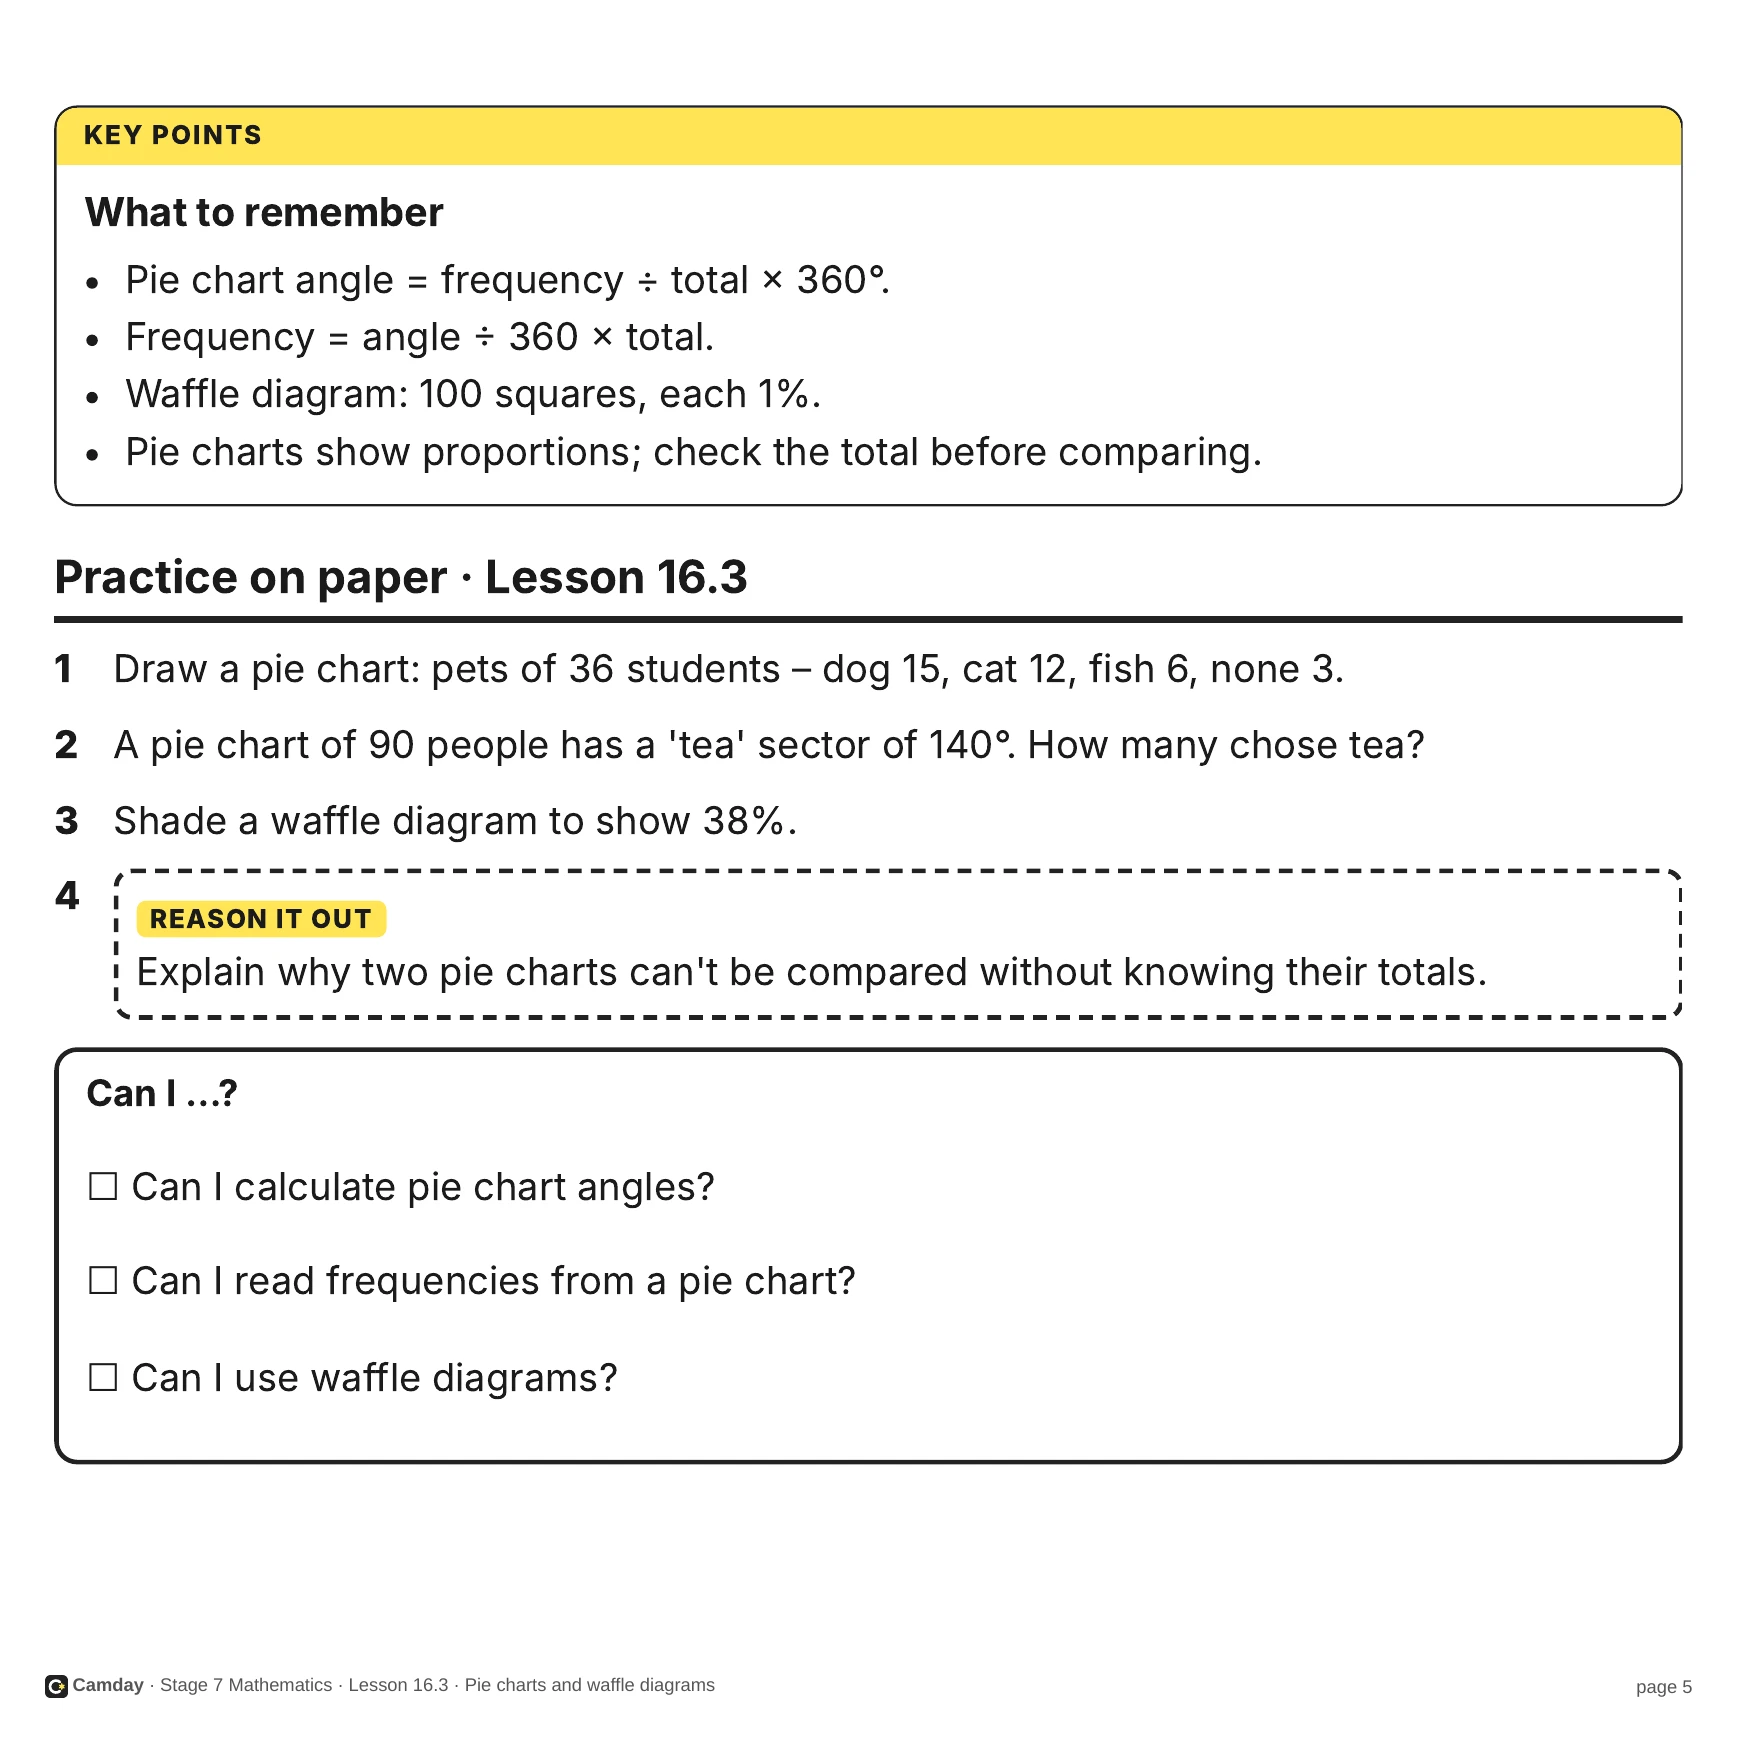 KEY POINTS
What to remember
• Pie chart angle = frequency ÷ total × 360°.
• Frequency = angle ÷ 360 × total.
• Waffle diagram: 100 squares, each 1%.
• Pie charts show proportions; check the total before comparing.
Practice on paper · Lesson 16.3
1 Draw a pie chart: pets of 36 students – dog 15, cat 12, fish 6, none 3.
2 A pie chart of 90 people has a 'tea' sector of 140°. How many chose tea?
3 Shade a waffle diagram to show 38%.
4
REASON IT OUT
Explain why two pie charts can't be compared without knowing their totals.
Can I …?
☐ Can I calculate pie chart angles?
☐ Can I read frequencies from a pie chart?
☐ Can I use waffle diagrams?
C Camday · Stage 7 Mathematics · Lesson 16.3 · Pie charts and waffle diagrams
page 5